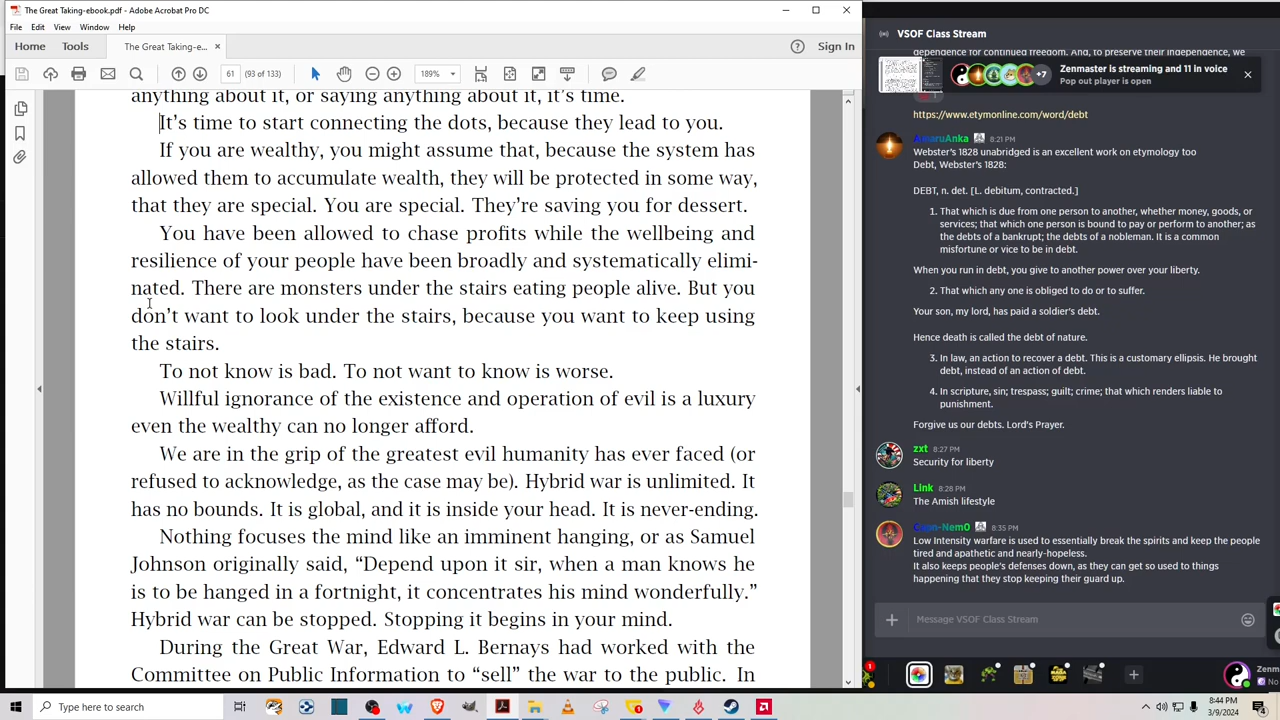 The Great Taking-ebook.pdf - Adobe Acrobat Pro DC
File Edit View Window Help
Home Tools The Great Taking-e... × Sign In
51 (93 of 133) 189%
anything about it, or saying anything about it, it's time.
It's time to start connecting the dots, because they lead to you.
If you have money, you might assume that, because the system has
allowed them to accumulate wealth, they will be protected in some way,
that they are special. You are special. They're saving you for dessert.
You have been allowed to chase profits while the wellbeing and
resilience of your people have been broadly and systematically elimi-
nated. There are monsters under the stairs eating people alive. But you
don't want to look under the stairs, because you want to keep using
the stairs.
To not know is bad. To not want to know is worse.
Willful ignorance of the existence and operation of evil is a luxury
even the wealthy can no longer afford.
We are in the grip of the greatest evil humanity has ever faced (or
refused to acknowledge, as the case may be). Hybrid war is unlimited. It
has no bounds. It is global, and it is inside your head. It is never-ending.
Nothing focuses the mind like an imminent hanging, or as Samuel
Johnson originally said, “Depend upon it sir, when a man knows he
is to be hanged in a fortnight, it concentrates his mind wonderfully.”
Hybrid war can be stopped. Stopping it begins in your mind.
During the Great War, Edward L. Bernays had worked with the
Committee on Public Information to “sell” the war to the public. In
VSOF Class Stream
dependence for continued freedom. And, to preserve their independence, we
+7 Zenmaster is streaming and 11 in voice
Pop out player is open
1
https://www.etymonline.com/word/debt
AmaruAnka 8:21 PM
Webster's 1828 unabridged is an excellent work on etymology too
Debt, Webster's 1828:
DEBT, n. det. [L. debitum, contracted.]
1. That which is due from one person to another, whether money, goods, or
services; that which one person is bound to pay or perform to another; as
the debts of a bankrupt; the debts of a nobleman. It is a common
misfortune or vice to be in debt.
When you run in debt, you give to another power over your liberty.
2. That which any one is obliged to do or to suffer.
Your son, my lord, has paid a soldier's debt.
Hence death is called the debt of nature.
3. In law, an action to recover a debt. This is a customary ellipsis. He brought
debt, instead of an action of debt.
4. In scripture, sin; trespass; guilt; crime; that which renders liable to
punishment.
Forgive us our debts. Lord's Prayer.
zxt 8:27 PM
Security for liberty
Link 8:28 PM
The Amish lifestyle
8:35 PM
Low Intensity warfare is used to essentially break the spirits and keep the people
tired and apathetic and nearly-hopeless.
It also keeps people's defenses down, as they can get so used to things
happening that they stop keeping their guard up.
Message VSOF Class Stream
1 Zenm
No
Type here to search
8:44 PM
3/9/2024
4